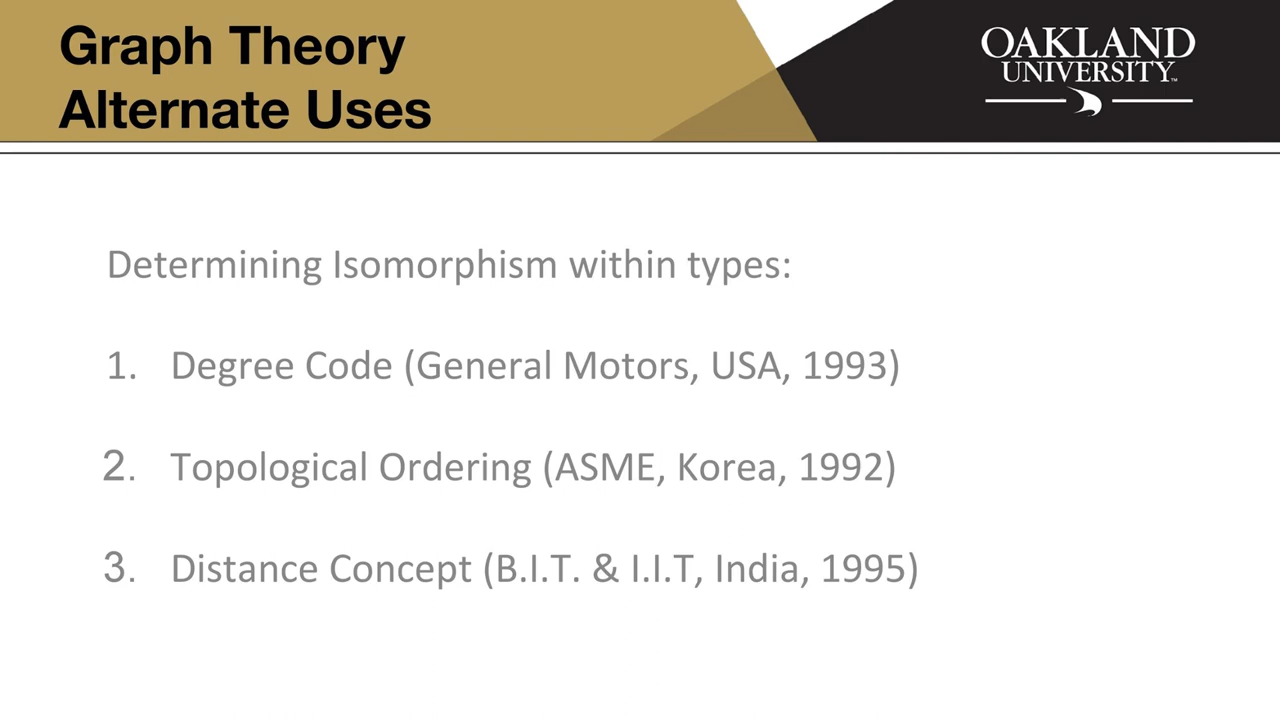 Graph Theory
Alternate Uses
OAKLAND
UNIVERSITY™
Determining Isomorphism within types:
1. Degree Code (General Motors, USA, 1993)
2. Topological Ordering (ASME, Korea, 1992)
3. Distance Concept (B.I.T. & I.I.T, India, 1995)